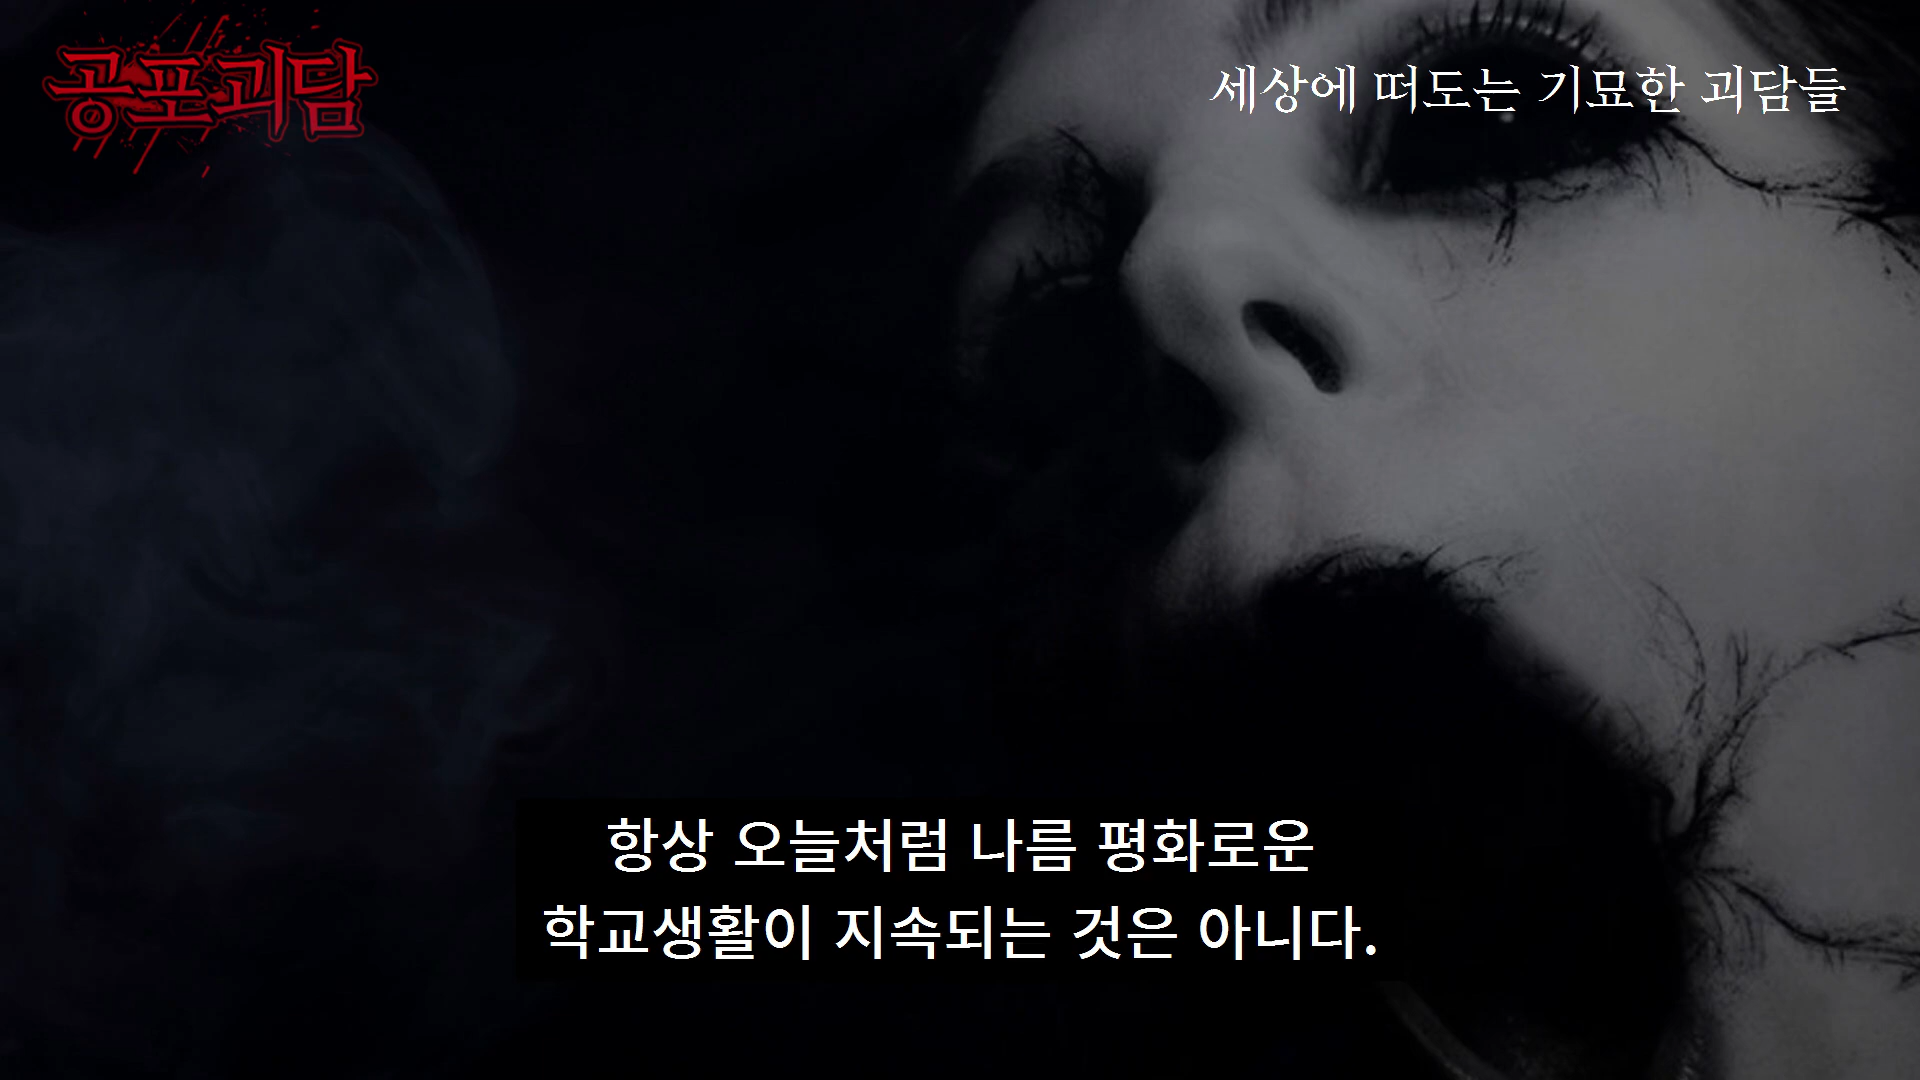 공포괴담
세상에 떠도는 기묘한 괴담들
항상 오늘처럼 나름 평화로운
학교생활이 지속되는 것은 아니다.